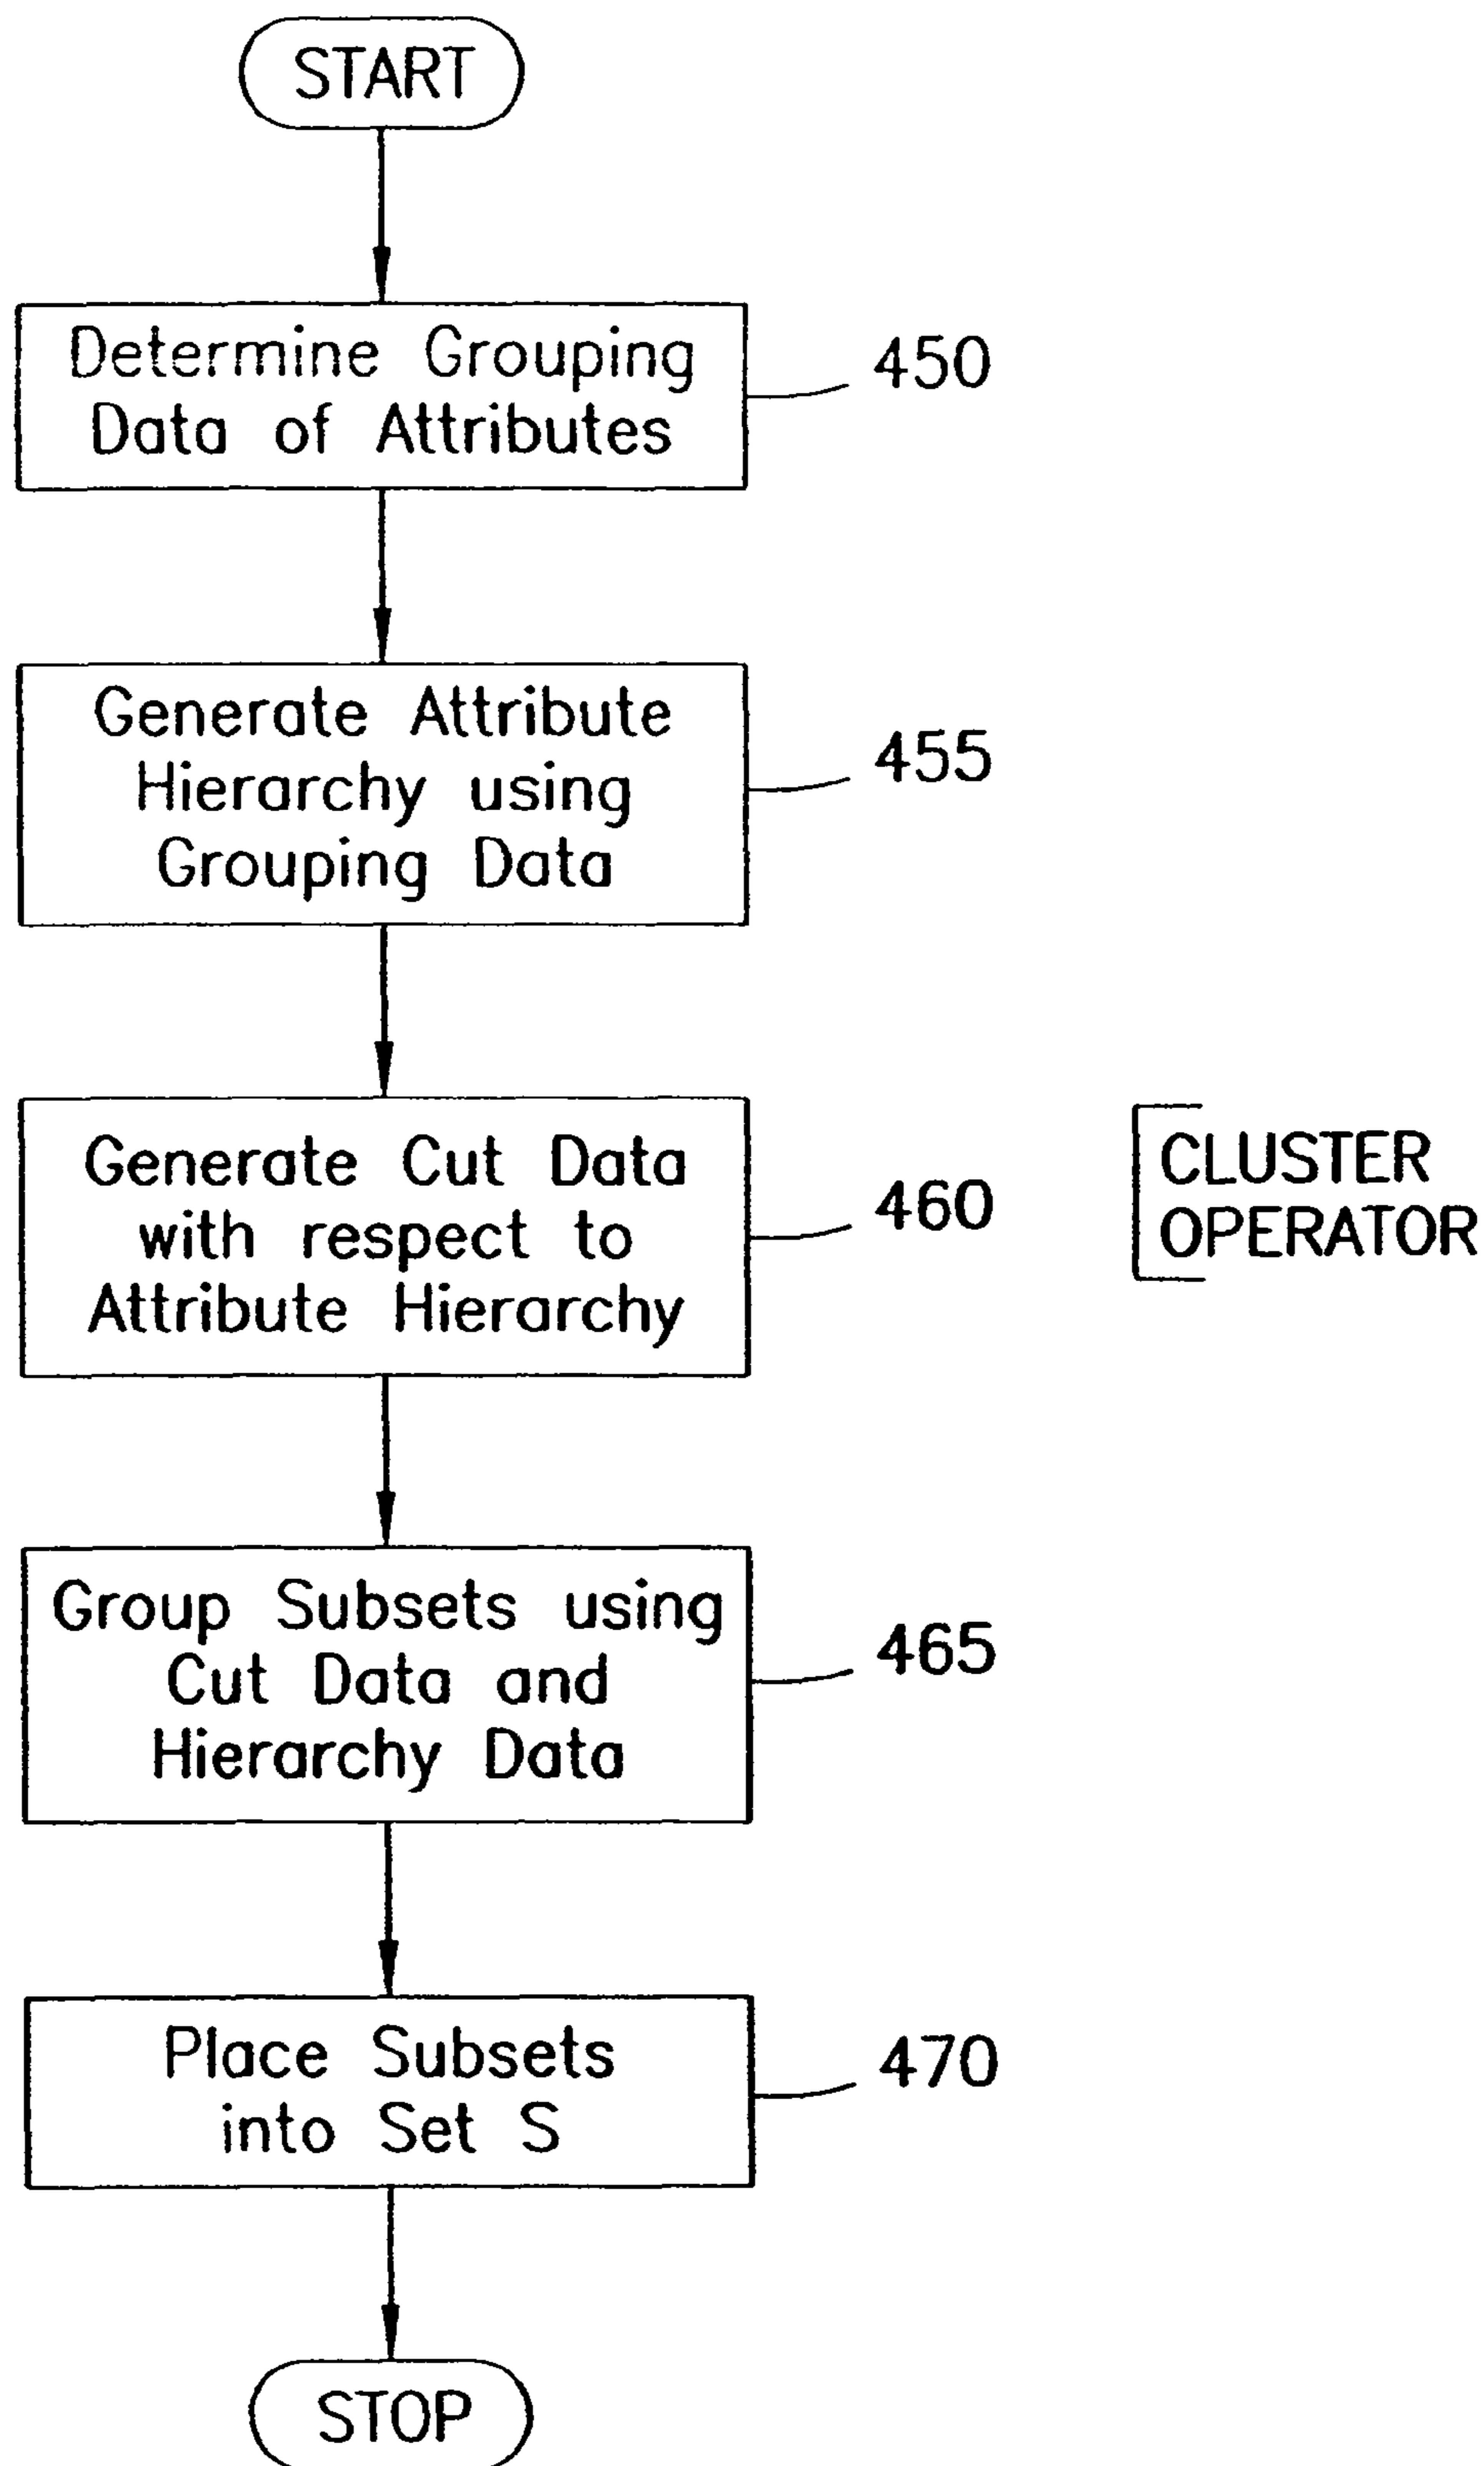 START
Determine Grouping
Data of Attributes
450
Generate Attribute
Hierarchy using
Grouping Data
455
Generate Cut Data
with respect to
Attribute Hierarchy
460
CLUSTER
OPERATOR
Group Subsets using
Cut Data and
Hierarchy Data
465
Place Subsets
into Set S
470
STOP